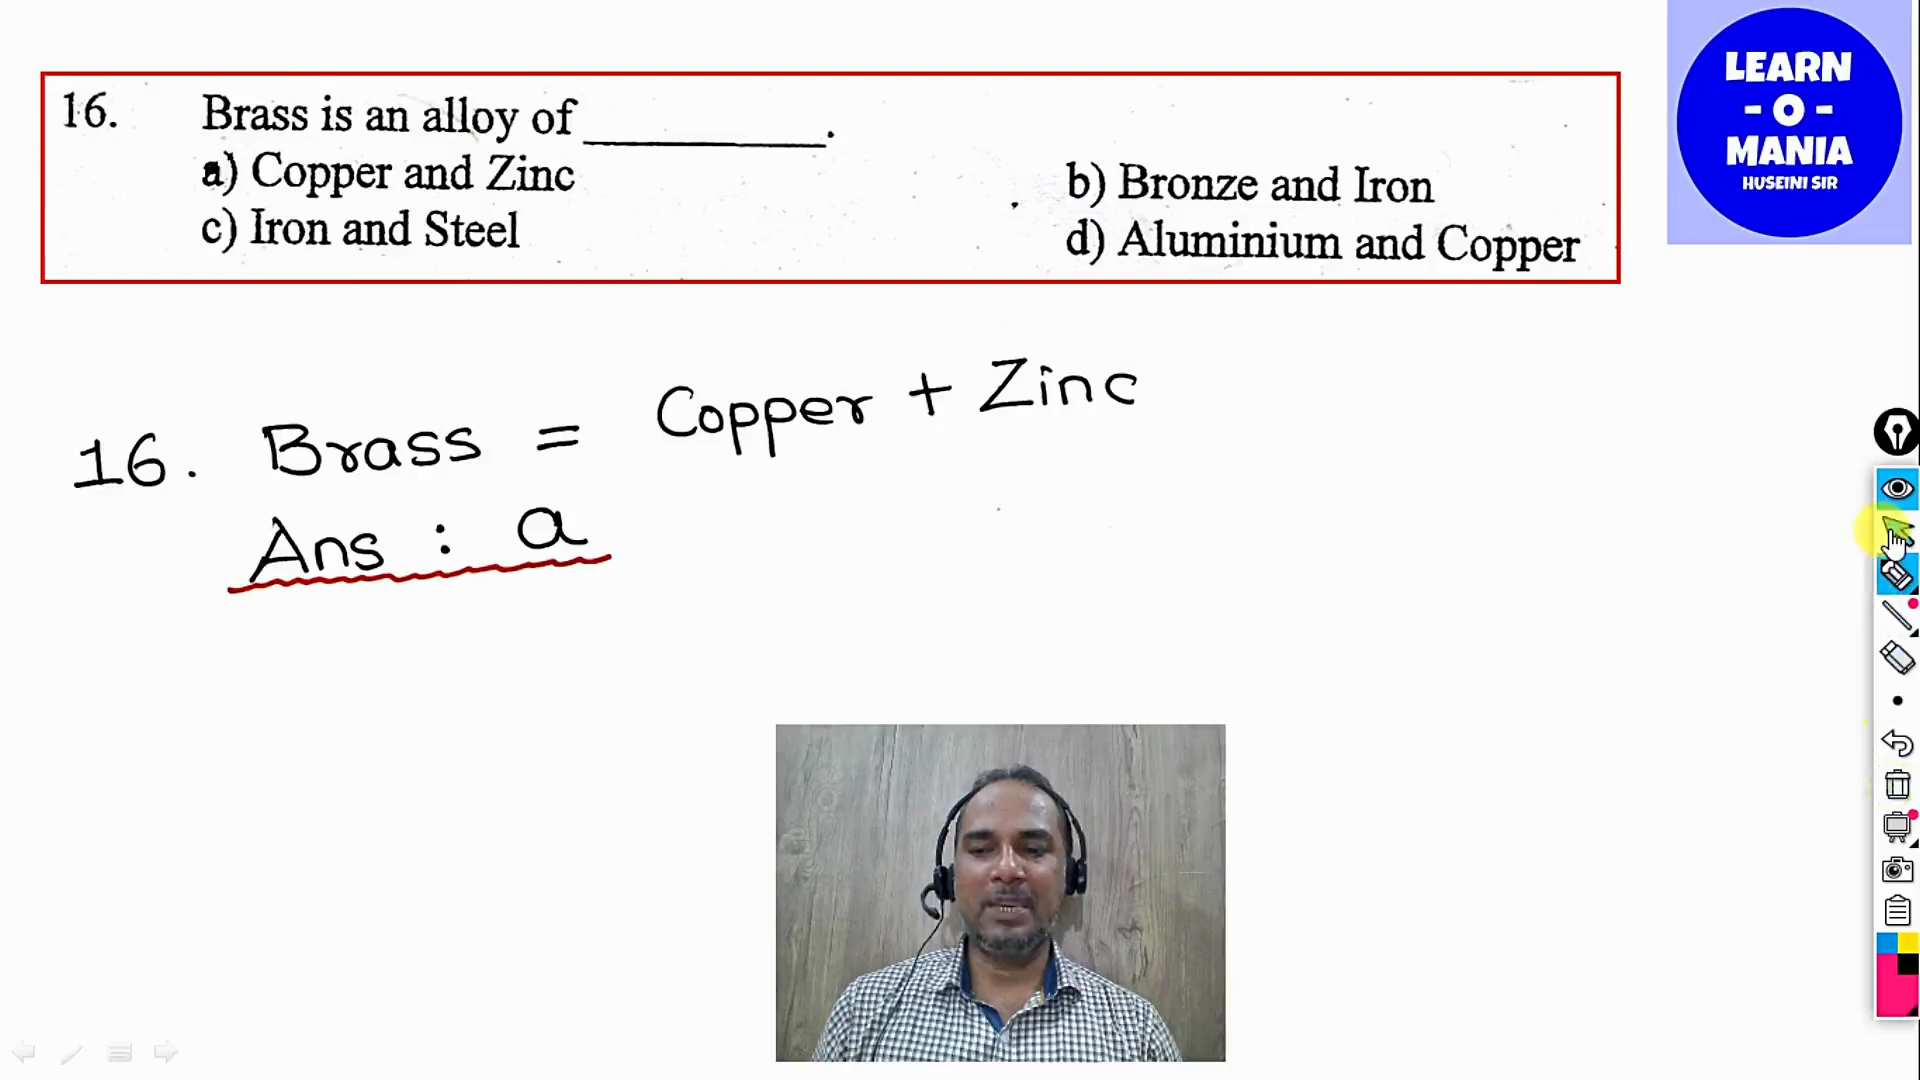 16. Brass is an alloy of ____________.
a) Copper and Zinc
b) Bronze and Iron
c) Iron and Steel
d) Aluminium and Copper
LEARN
- O -
MANIA
HUSEINI SIR
16. Brass = Copper + Zinc
Ans : a